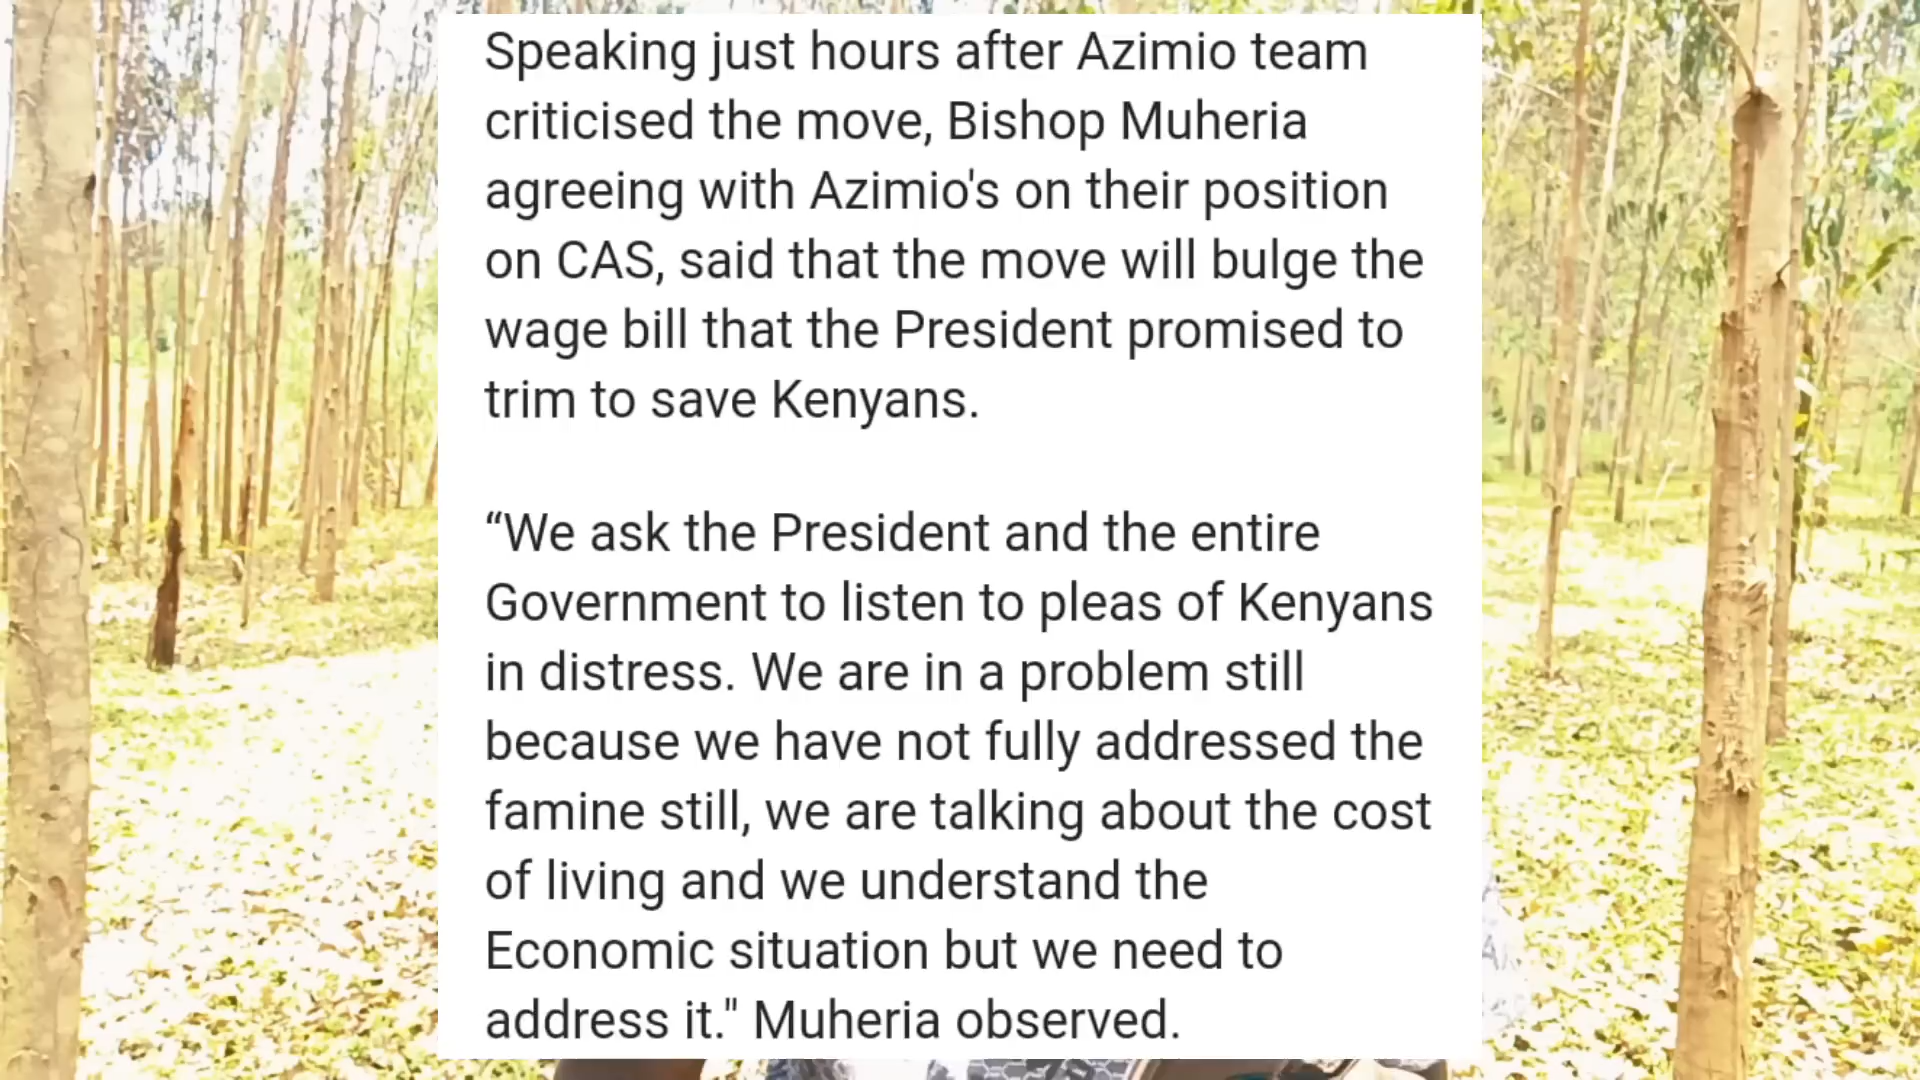 Speaking just hours after Azimio team
criticised the move, Bishop Muheria
agreeing with Azimio's on their position
on CAS, said that the move will bulge the
wage bill that the President promised to
trim to save Kenyans.
“We ask the President and the entire
Government to listen to pleas of Kenyans
in distress. We are in a problem still
because we have not fully addressed the
famine still, we are talking about the cost
of living and we understand the
Economic situation but we need to
address it." Muheria observed.